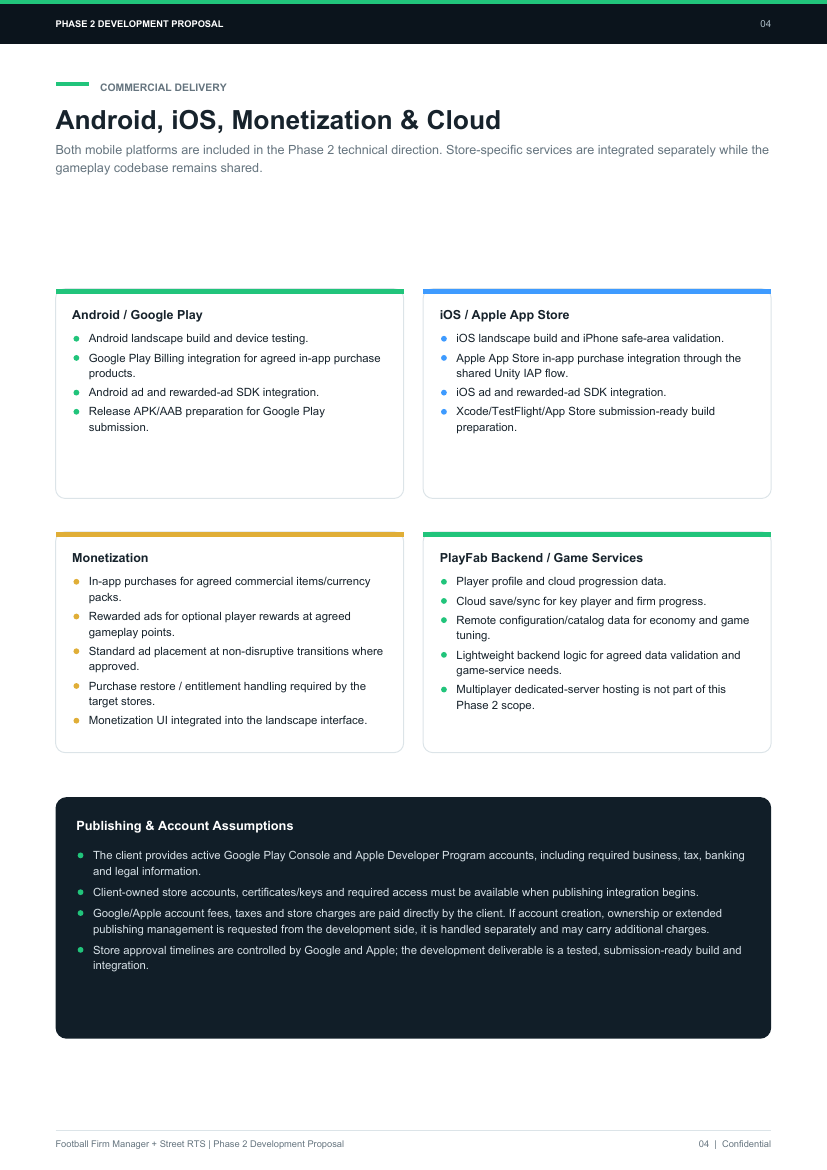 PHASE 2 DEVELOPMENT PROPOSAL
04
COMMERCIAL DELIVERY
Android, iOS, Monetization & Cloud
Both mobile platforms are included in the Phase 2 technical direction. Store-specific services are integrated separately while the
gameplay codebase remains shared.
Android / Google Play
Android landscape build and device testing.
Google Play Billing integration for agreed in-app purchase
products.
Android ad and rewarded-ad SDK integration.
Release APK/AAB preparation for Google Play
submission.
iOS / Apple App Store
iOS landscape build and iPhone safe-area validation.
Apple App Store in-app purchase integration through the
shared Unity IAP flow.
iOS ad and rewarded-ad SDK integration.
Xcode/TestFlight/App Store submission-ready build
preparation.
Monetization
In-app purchases for agreed commercial items/currency
packs.
Rewarded ads for optional player rewards at agreed
gameplay points.
Standard ad placement at non-disruptive transitions where
approved.
Purchase restore / entitlement handling required by the
target stores.
Monetization UI integrated into the landscape interface.
PlayFab Backend / Game Services
Player profile and cloud progression data.
Cloud save/sync for key player and firm progress.
Remote configuration/catalog data for economy and game
tuning.
Lightweight backend logic for agreed data validation and
game-service needs.
Multiplayer dedicated-server hosting is not part of this
Phase 2 scope.
Publishing & Account Assumptions
The client provides active Google Play Console and Apple Developer Program accounts, including required business, tax, banking
and legal information.
Client-owned store accounts, certificates/keys and required access must be available when publishing integration begins.
Google/Apple account fees, taxes and store charges are paid directly by the client. If account creation, ownership or extended
publishing management is requested from the development side, it is handled separately and may carry additional charges.
Store approval timelines are controlled by Google and Apple; the development deliverable is a tested, submission-ready build and
integration.
Football Firm Manager + Street RTS | Phase 2 Development Proposal
04 | Confidential